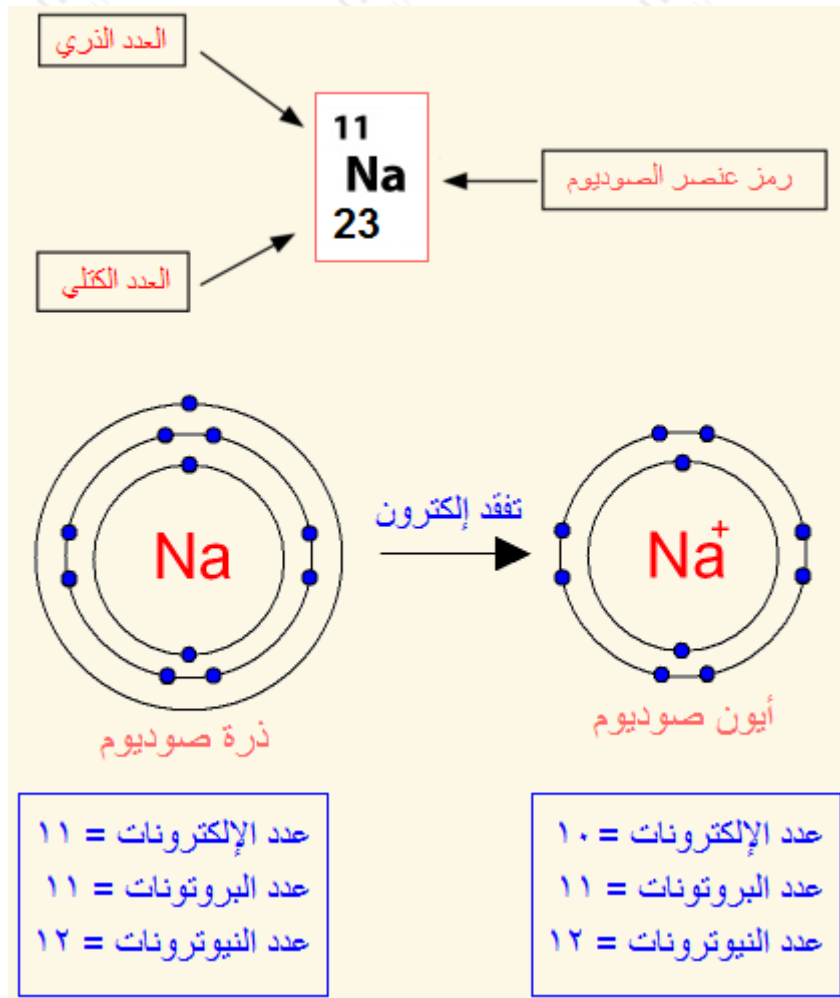 العدد الذري
11
Na
23
رمز عنصر الصوديوم
العدد الكتلي
Na
تفقد إلكترون
Na+
ذرة صوديوم
أيون صوديوم
عدد الإلكترونات = ١١
عدد البروتونات = ١١
عدد النيوترونات = ١٢
عدد الإلكترونات = ١٠
عدد البروتونات = ١١
عدد النيوترونات = ١٢